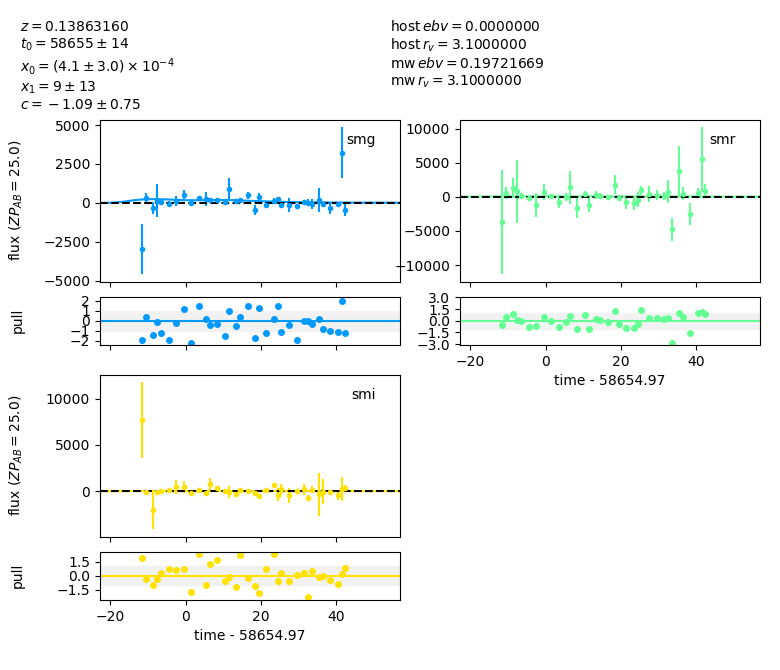 z = 0.13863160
t₀ = 58655 ± 14
x₀ = (4.1 ± 3.0) × 10⁻⁴
x₁ = 9 ± 13
c = −1.09 ± 0.75
host ebv = 0.0000000
host r_v = 3.1000000
mw ebv = 0.19721669
mw r_v = 3.1000000
smg
flux (ZP_AB = 25.0)
5000
2500
0
−2500
−5000
smr
10000
5000
0
−5000
−10000
pull
2
1
0
−1
−2
3.0
1.5
0.0
−1.5
−3.0
−20
0
20
40
time - 58654.97
smi
flux (ZP_AB = 25.0)
10000
5000
0
pull
1.5
0.0
−1.5
−20
0
20
40
time - 58654.97